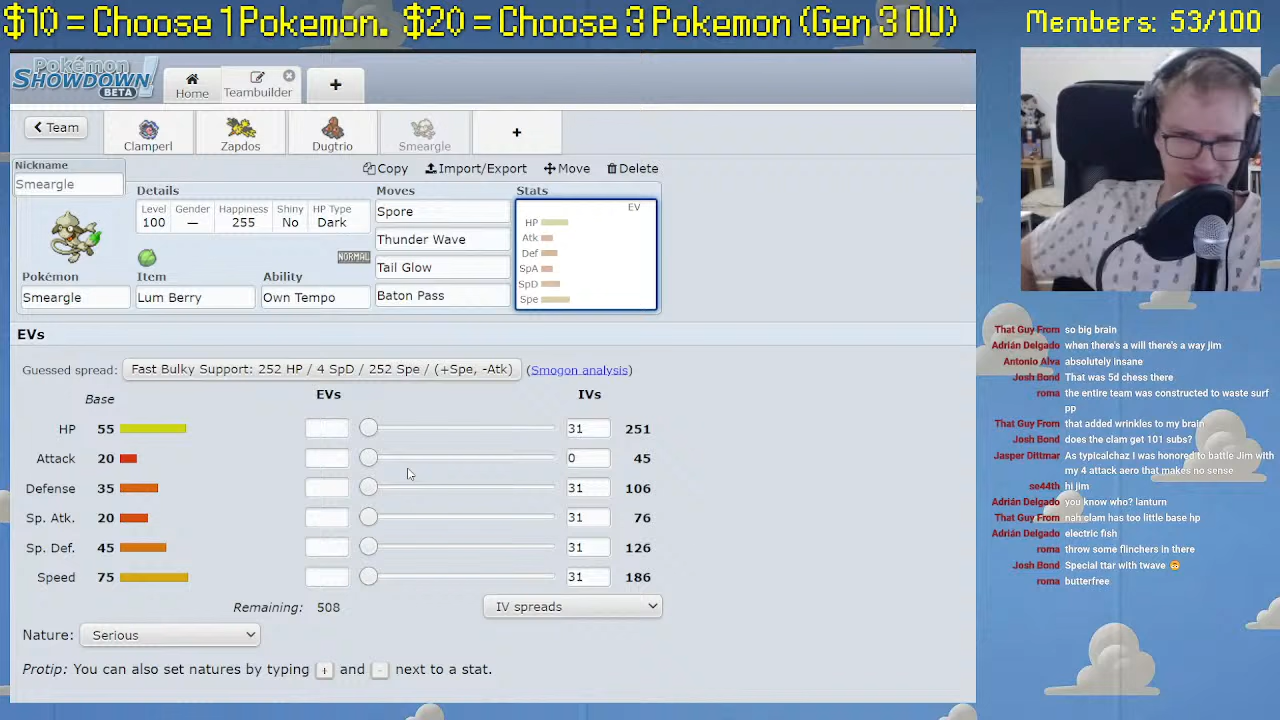 $10 = Choose 1 Pokemon. $20 = Choose 3 Pokemon (Gen 3 OU)
Members: 53/100
Pokémon
SHOWDOWN!
BETA
Home
Teambuilder
+
Team
Clamperl
Zapdos
Dugtrio
Smeargle
+
Copy
Import/Export
Move
Delete
Nickname
Smeargle
Details
Level
100
Gender
—
Happiness
255
Shiny
No
HP Type
Dark
NORMAL
Pokémon
Smeargle
Item
Lum Berry
Ability
Own Tempo
Moves
Spore
Thunder Wave
Tail Glow
Baton Pass
Stats
EV
HP
Atk
Def
SpA
SpD
Spe
EVs
Guessed spread: Fast Bulky Support: 252 HP / 4 SpD / 252 Spe / (+Spe, -Atk) (Smogon analysis)
Base EVs IVs
HP 55 31 251
Attack 20 0 45
Defense 35 31 106
Sp. Atk. 20 31 76
Sp. Def. 45 31 126
Speed 75 31 186
Remaining: 508
IV spreads
Nature: Serious
Protip: You can also set natures by typing + and - next to a stat.
That Guy From so big brain
Adrián Delgado when there's a will there's a way jim
Antonio Alva absolutely insane
Josh Bond That was 5d chess there
roma the entire team was constructed to waste surf
pp
That Guy From that added wrinkles to my brain
Josh Bond does the clam get 101 subs?
Jasper Dittmar As typicalchaz I was honored to battle Jim with
my 4 attack aero that makes no sense
se44th hi jim
Adrián Delgado you know who? lanturn
That Guy From nah clam has too little base hp
Adrián Delgado electric fish
roma throw some flinchers in there
Josh Bond Special ttar with twave 🙃
roma butterfree